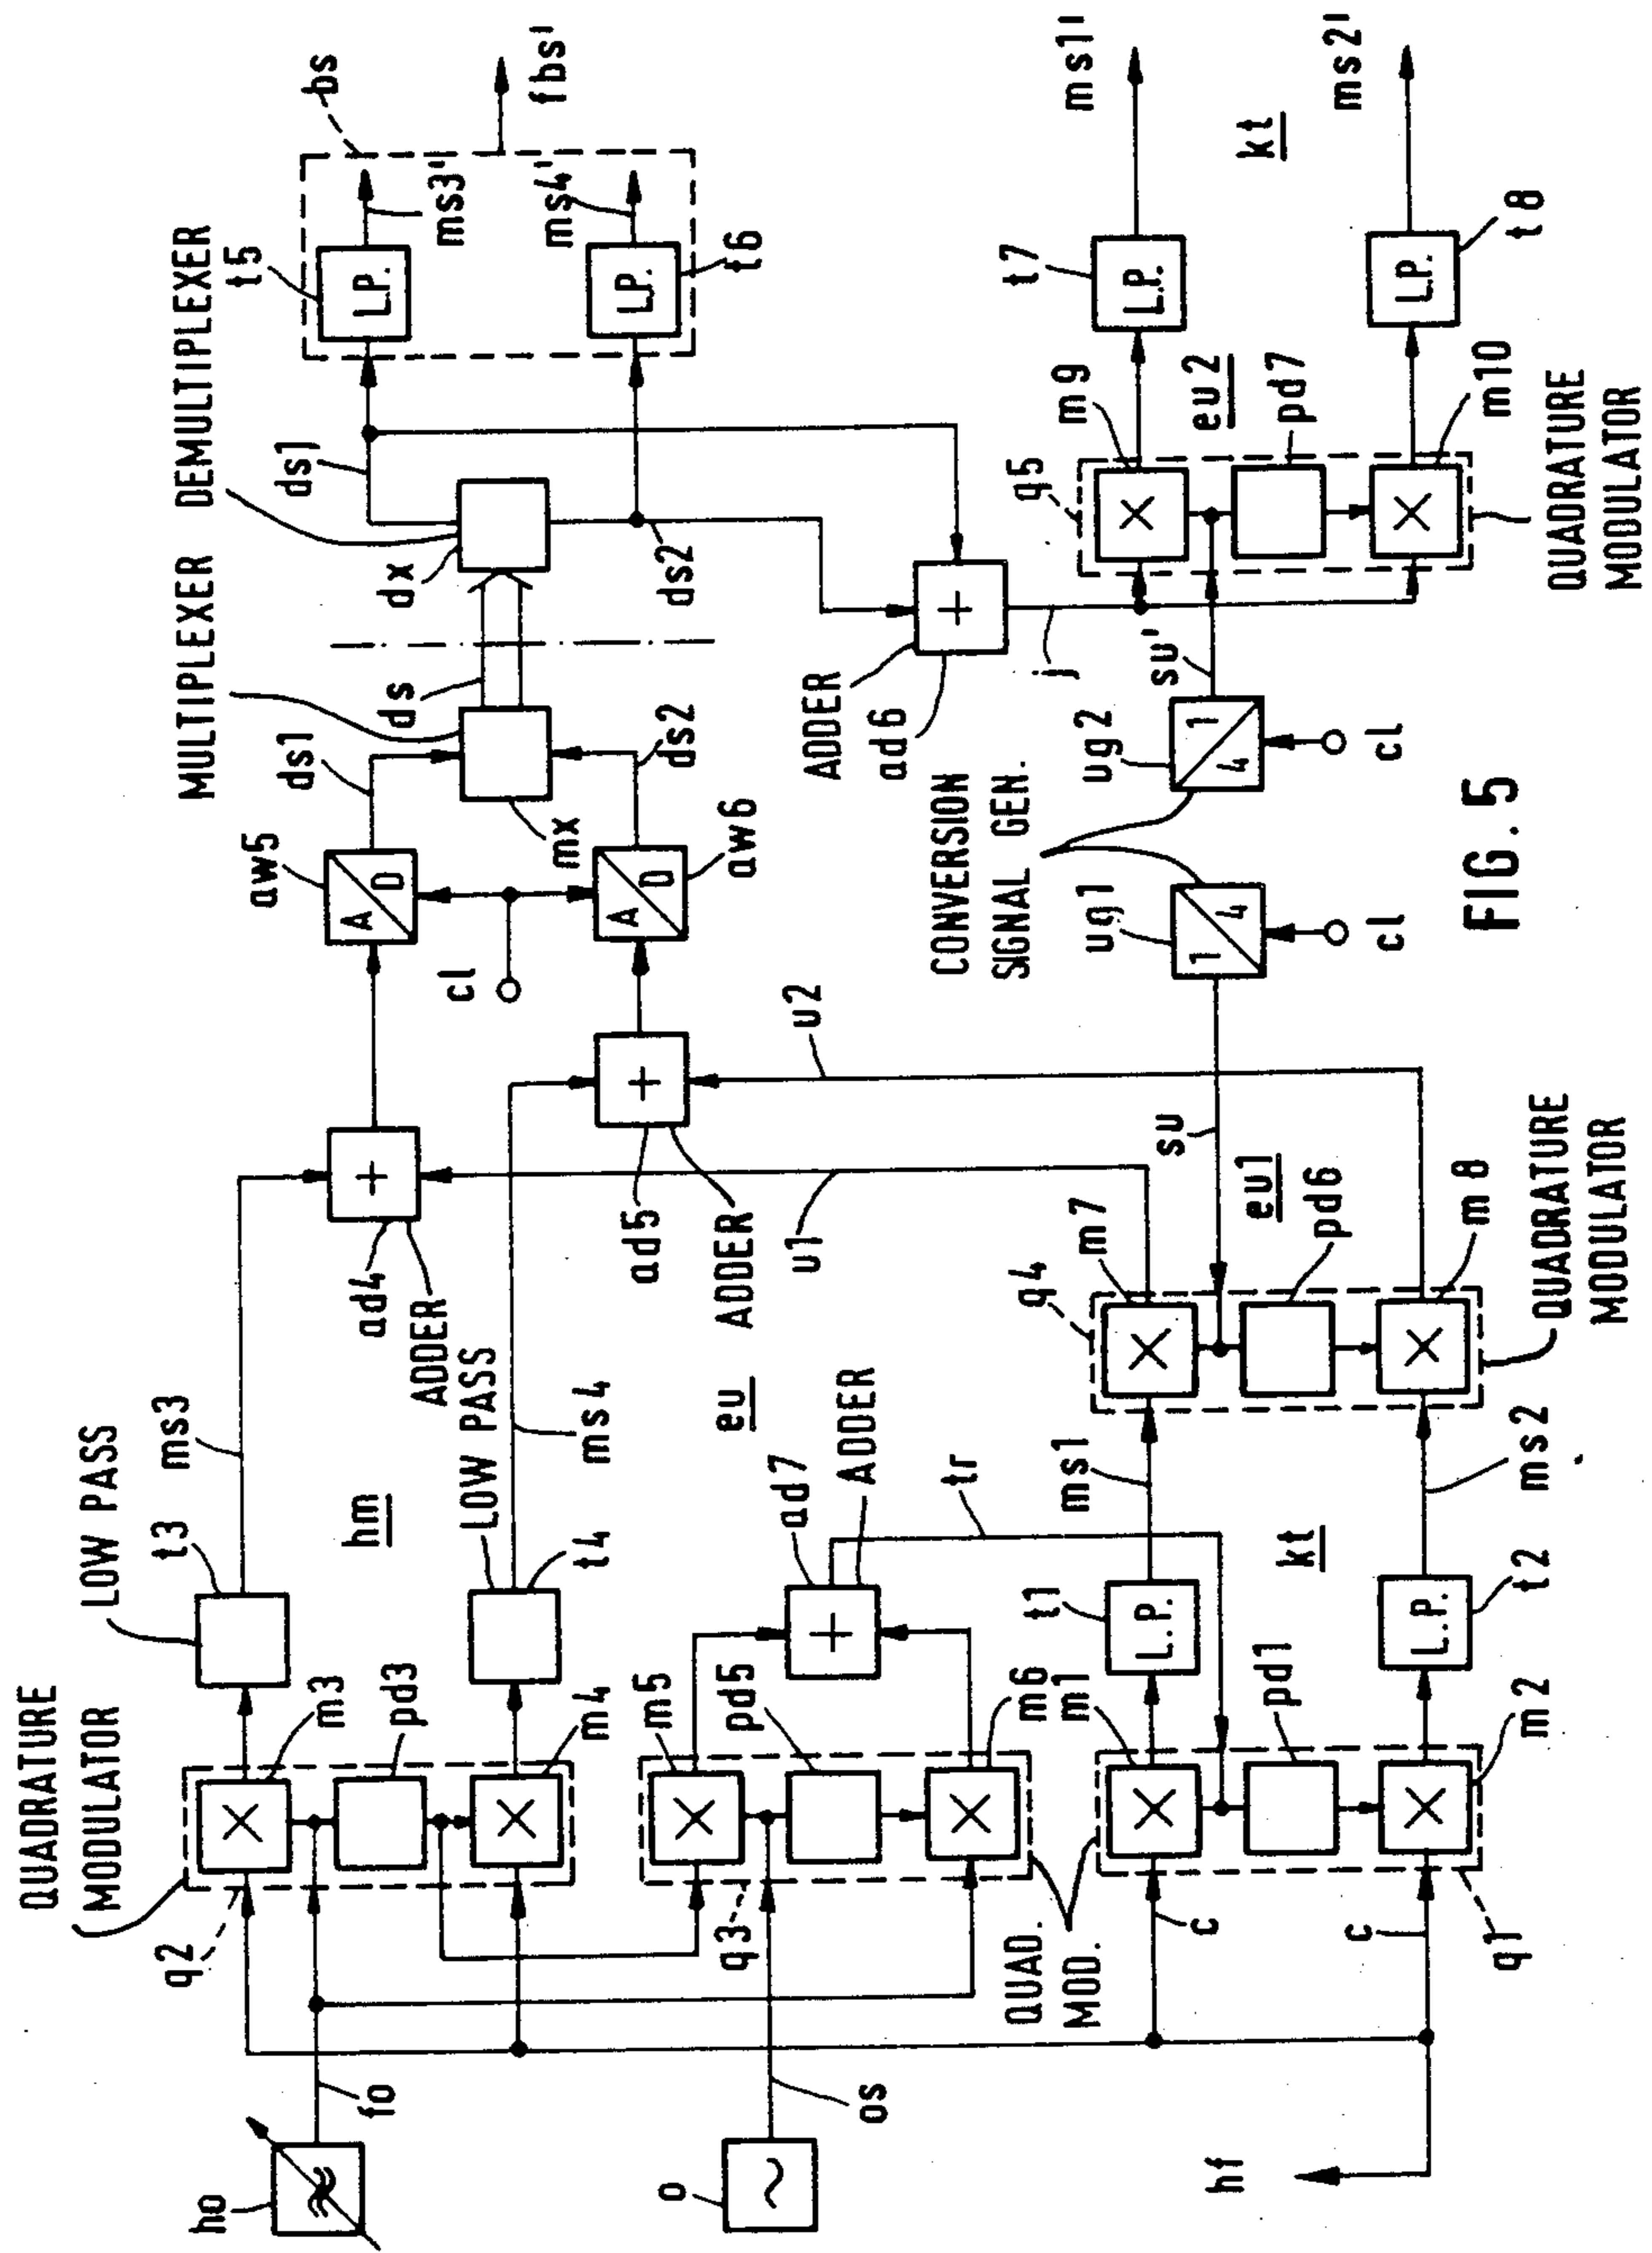 QUADRATURE
MODULATOR
LOW PASS
t3
ms3
q2
m3
pd3
m4
hm
LOW PASS
t4
ms4
ad4
ADDER
ho
fo
o
os
q3
m5
pd5
m6
ad7
ADDER
eu
tr
QUAD.
MOD.
hf
c
c
q1
m1
pd1
m2
t1
L.P.
t2
L.P.
kt
ms1
ms2
q4
m7
eu1
pd6
m8
QUADRATURE
MODULATOR
su
u1
u2
ad5
ADDER
aw5
A
D
cl
aw6
A
D
ds1
ds2
MULTIPLEXER
mx
ds
DEMULTIPLEXER
dx
ds1
ds2
t5
L.P.
ms3'
t6
L.P.
ms4'
bs
fbs'
ADDER
ad6
j
CONVERSION
SIGNAL GEN.
ug1
1
4
cl
ug2
1
4
cl
su'
q5
m9
eu2
pd7
m10
QUADRATURE
MODULATOR
t7
L.P.
t8
L.P.
kt
ms1'
ms2'
FIG. 5